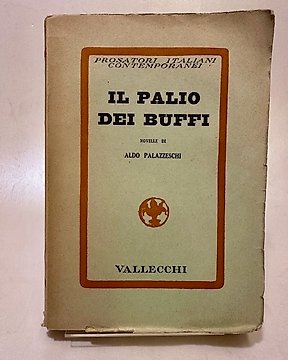 PROSATORI ITALIANI
CONTEMPORANEI
IL PALIO
DEI BUFFI
NOVELLE DI
ALDO PALAZZESCHI
VALLECCHI